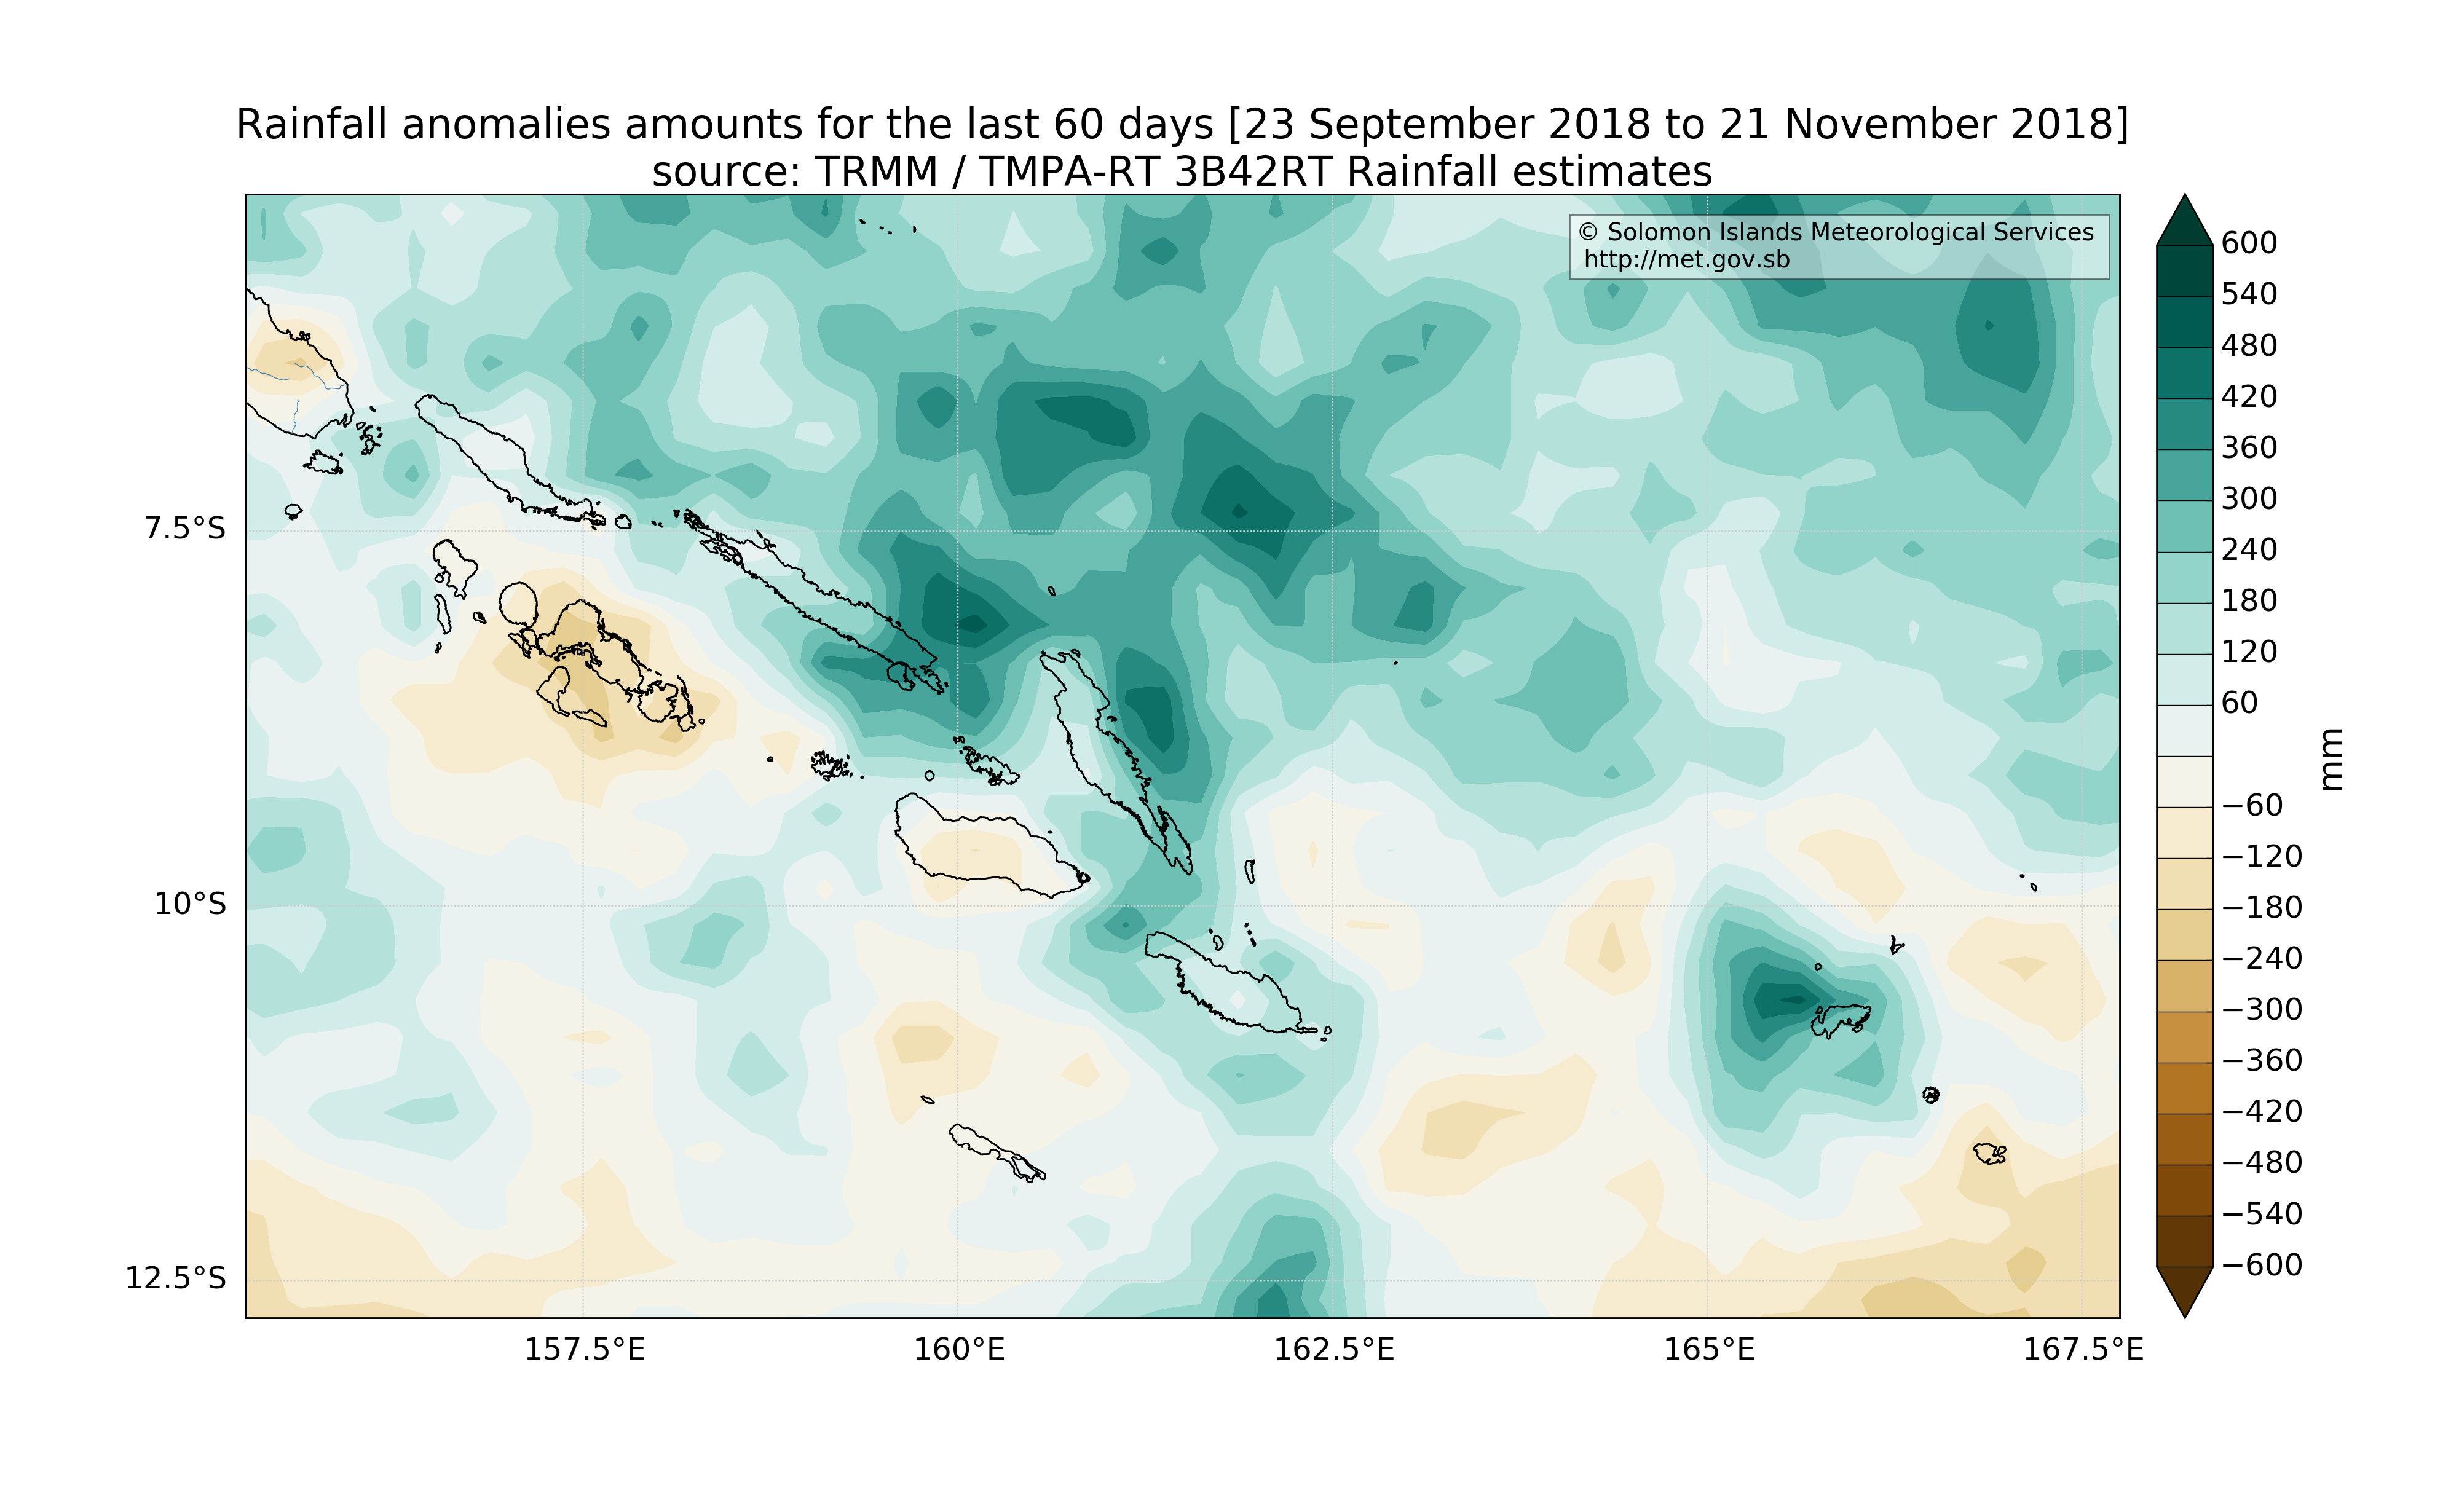 Rainfall anomalies amounts for the last 60 days [23 September 2018 to 21 November 2018]
source: TRMM / TMPA-RT 3B42RT Rainfall estimates
© Solomon Islands Meteorological Services
http://met.gov.sb
7.5°S
10°S
12.5°S
157.5°E
160°E
162.5°E
165°E
167.5°E
600
540
480
420
360
300
240
180
120
60
−60
−120
−180
−240
−300
−360
−420
−480
−540
−600
mm